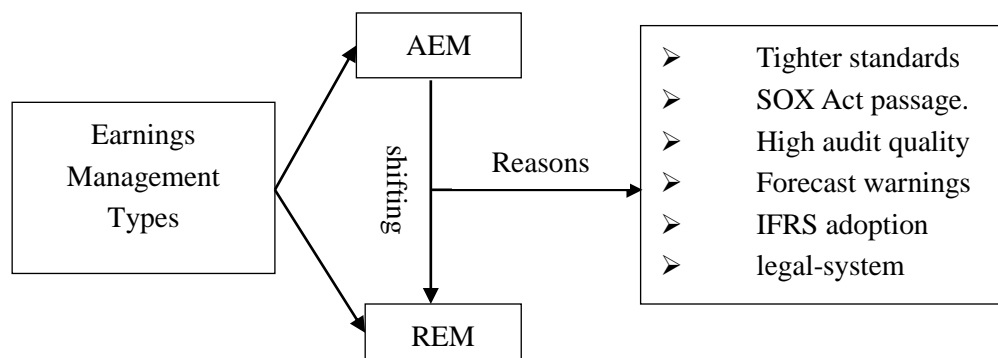 AEM
Earnings
Management
Types
shifting
Reasons
REM
➢ Tighter standards
➢ SOX Act passage.
➢ High audit quality
➢ Forecast warnings
➢ IFRS adoption
➢ legal-system